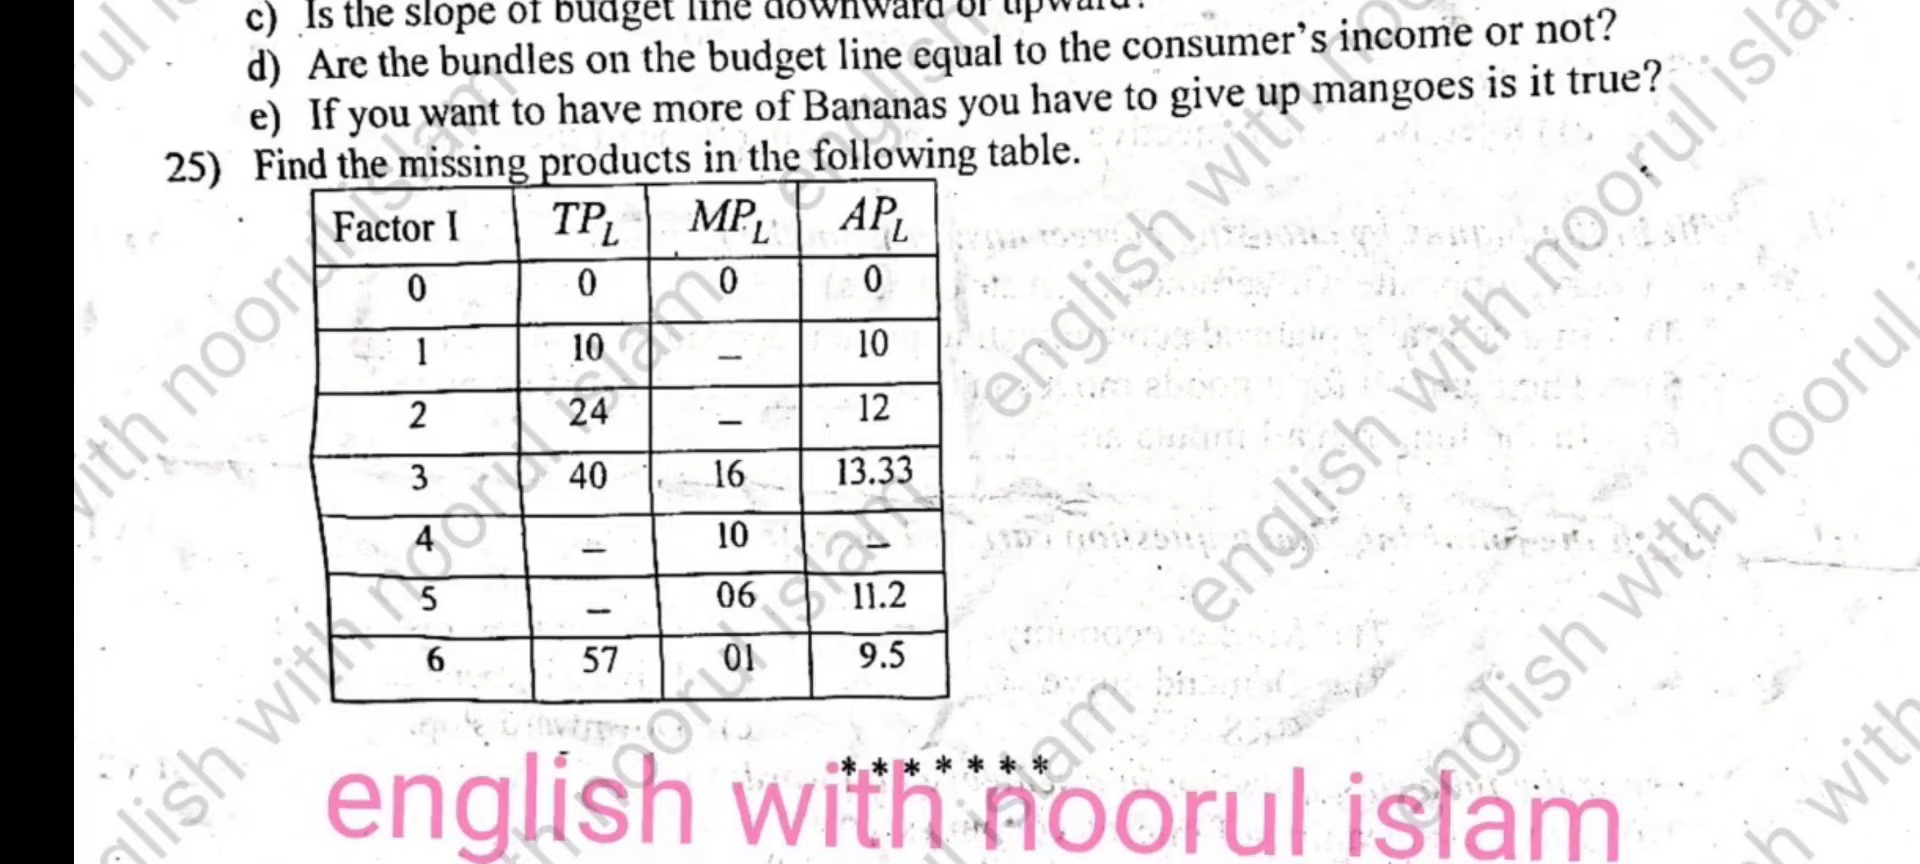 c) Is the slope of budget line downward or upward?
d) Are the bundles on the budget line equal to the consumer's income or not?
e) If you want to have more of Bananas you have to give up mangoes is it true?
25) Find the missing products in the following table.
Factor I TP_L MP_L AP_L
0 0 0 0
1 10 – 10
2 24 – 12
3 40 16 13.33
4 – 10 –
5 – 06 11.2
6 57 01 9.5
* * * * * * *
english with noorul islam